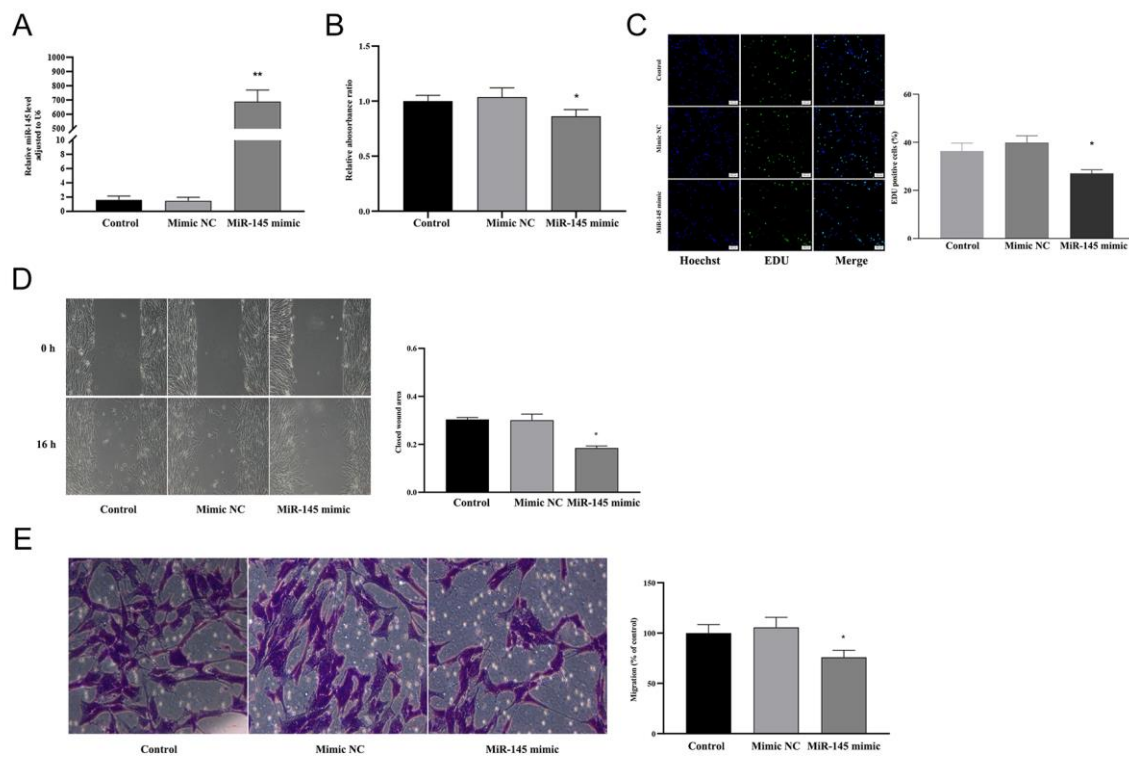 A
Relative miR-145 level
adjusted to U6
1000
900
800
700
600
500
10
8
6
4
2
0
**
Control
Mimic NC
MiR-145 mimic
B
Relative abosorbance ratio
1.5
1.0
0.5
0.0
*
Control
Mimic NC
MiR-145 mimic
C
Control
Mimic NC
MiR-145 mimic
Hoechst
EDU
Merge
EDU positive cells (%)
60
40
20
0
*
Control
Mimic NC
MiR-145 mimic
D
0 h
16 h
Control
Mimic NC
MiR-145 mimic
Closed wound area
0.6
0.4
0.2
0.0
*
Control
Mimic NC
MiR-145 mimic
E
Control
Mimic NC
MiR-145 mimic
Migration (% of control)
150
100
50
0
*
Control
Mimic NC
MiR-145 mimic